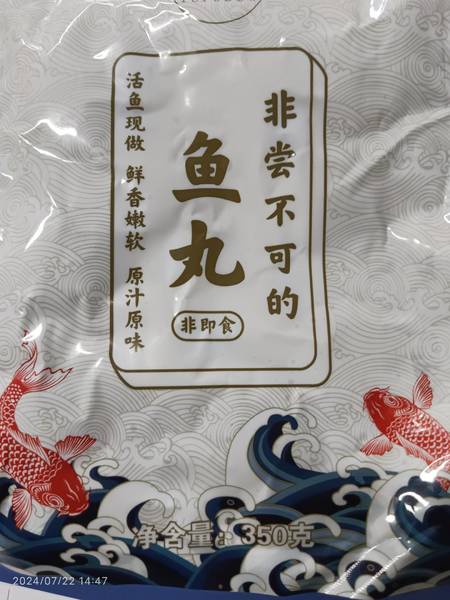 非尝不可的
鱼丸
非即食
活鱼现做 鲜香嫩软 原汁原味
净含量：350克
2024/07/22 14:47